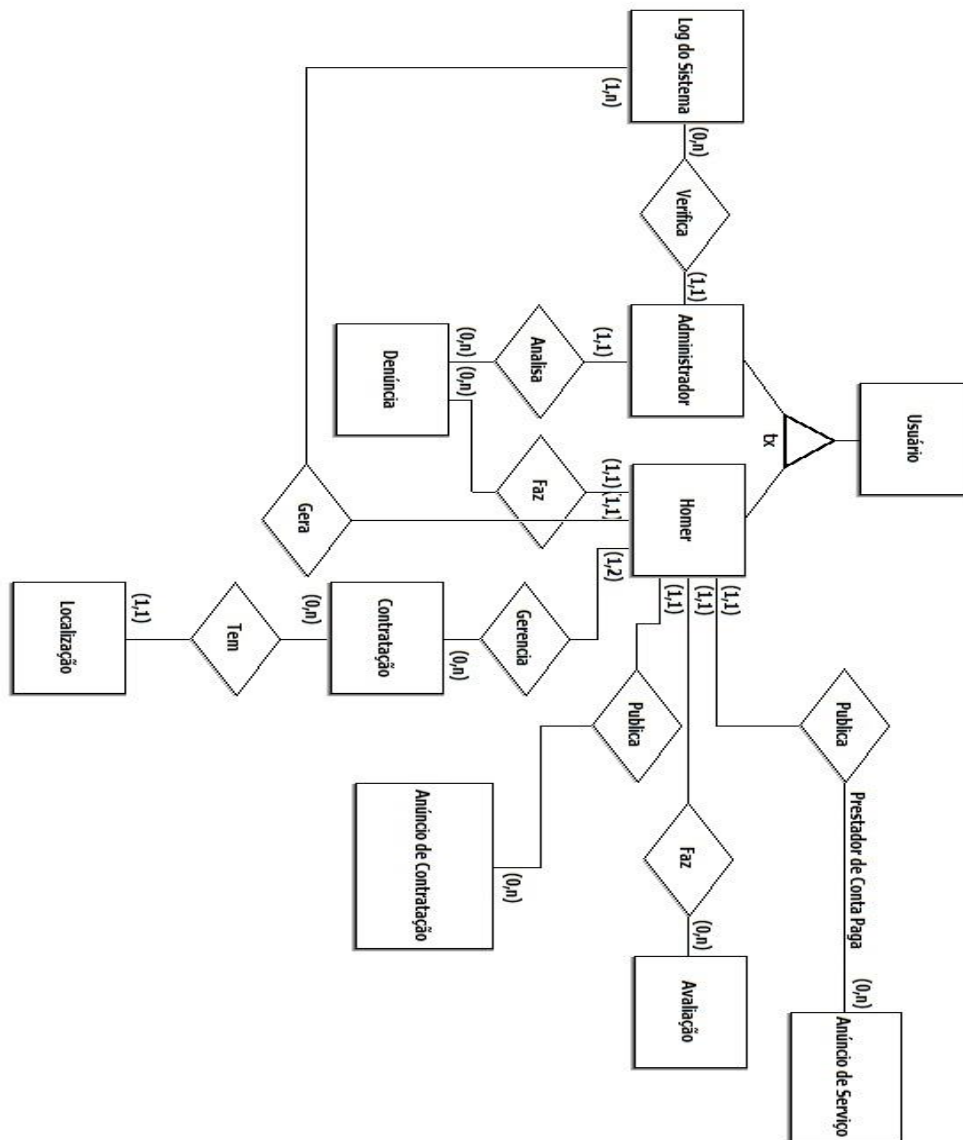 Usuário
tx
Log do Sistema
(0,n)
Verifica
(1,1)
Administrador
Homer
(1,1)
Publica
Prestador de Conta Paga
(0,n)
Anúncio de Serviço
(1,n)
(1,1)
Analisa
(0,n)
Denúncia
(0,n)
Faz
(1,1)
(1,1)
Gera
(1,2)
Gerencia
(0,n)
Contratação
(0,n)
Tem
(1,1)
Localização
(1,1)
Faz
(0,n)
Avaliação
(1,1)
Publica
(0,n)
Anúncio de Contratação